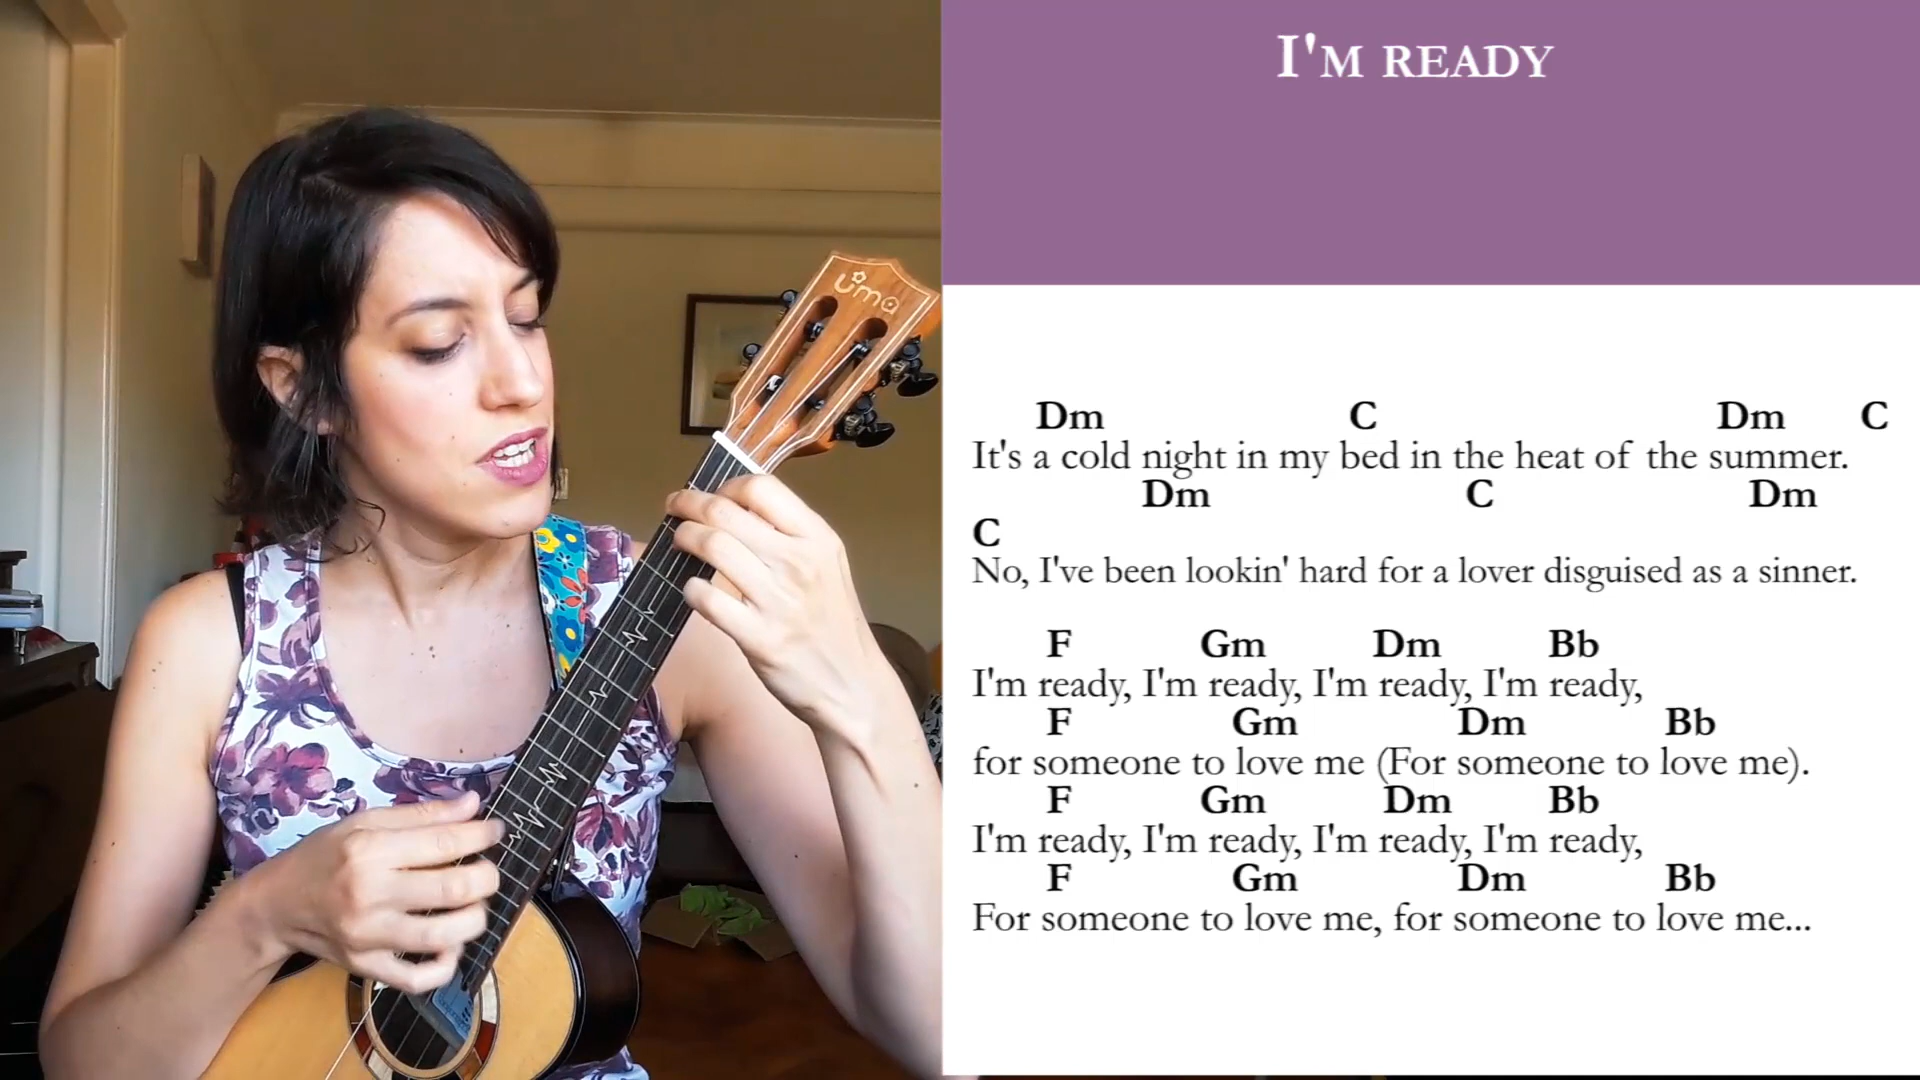 uma
I'M READY
Dm C Dm C
It's a cold night in my bed in the heat of the summer.
Dm C Dm
C
No, I've been lookin' hard for a lover disguised as a sinner.
F Gm Dm Bb
I'm ready, I'm ready, I'm ready, I'm ready,
F Gm Dm Bb
for someone to love me (For someone to love me).
F Gm Dm Bb
I'm ready, I'm ready, I'm ready, I'm ready,
F Gm Dm Bb
For someone to love me, for someone to love me...